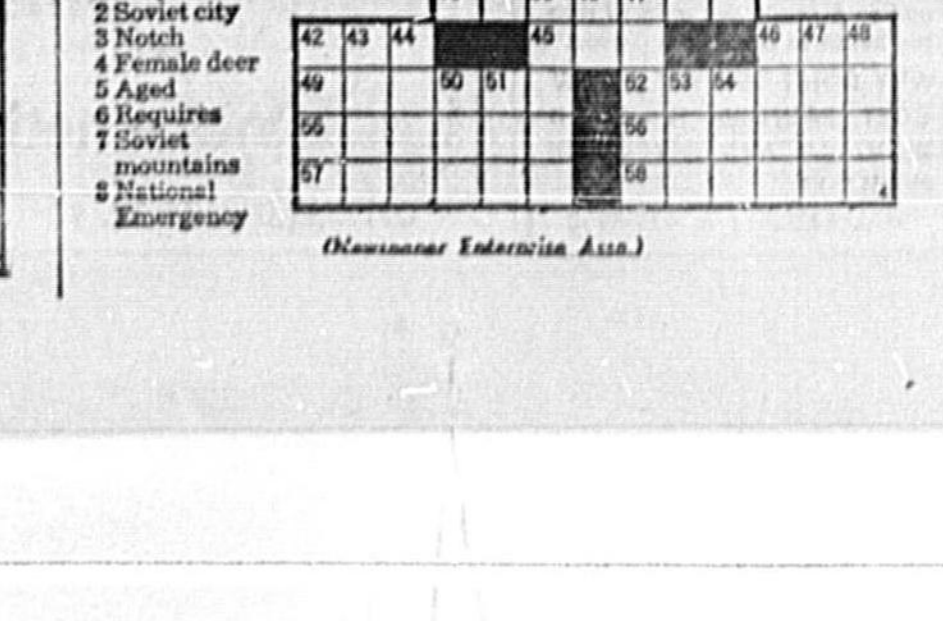 2 Soviet city
3 Notch
4 Female deer
5 Aged
6 Requires
7 Soviet
mountains
8 National
Emergency
42 43 44 45 46 47 48
49 50 51 52 53 54
55 56
57 58
(Newspaper Enterprise Assn.)